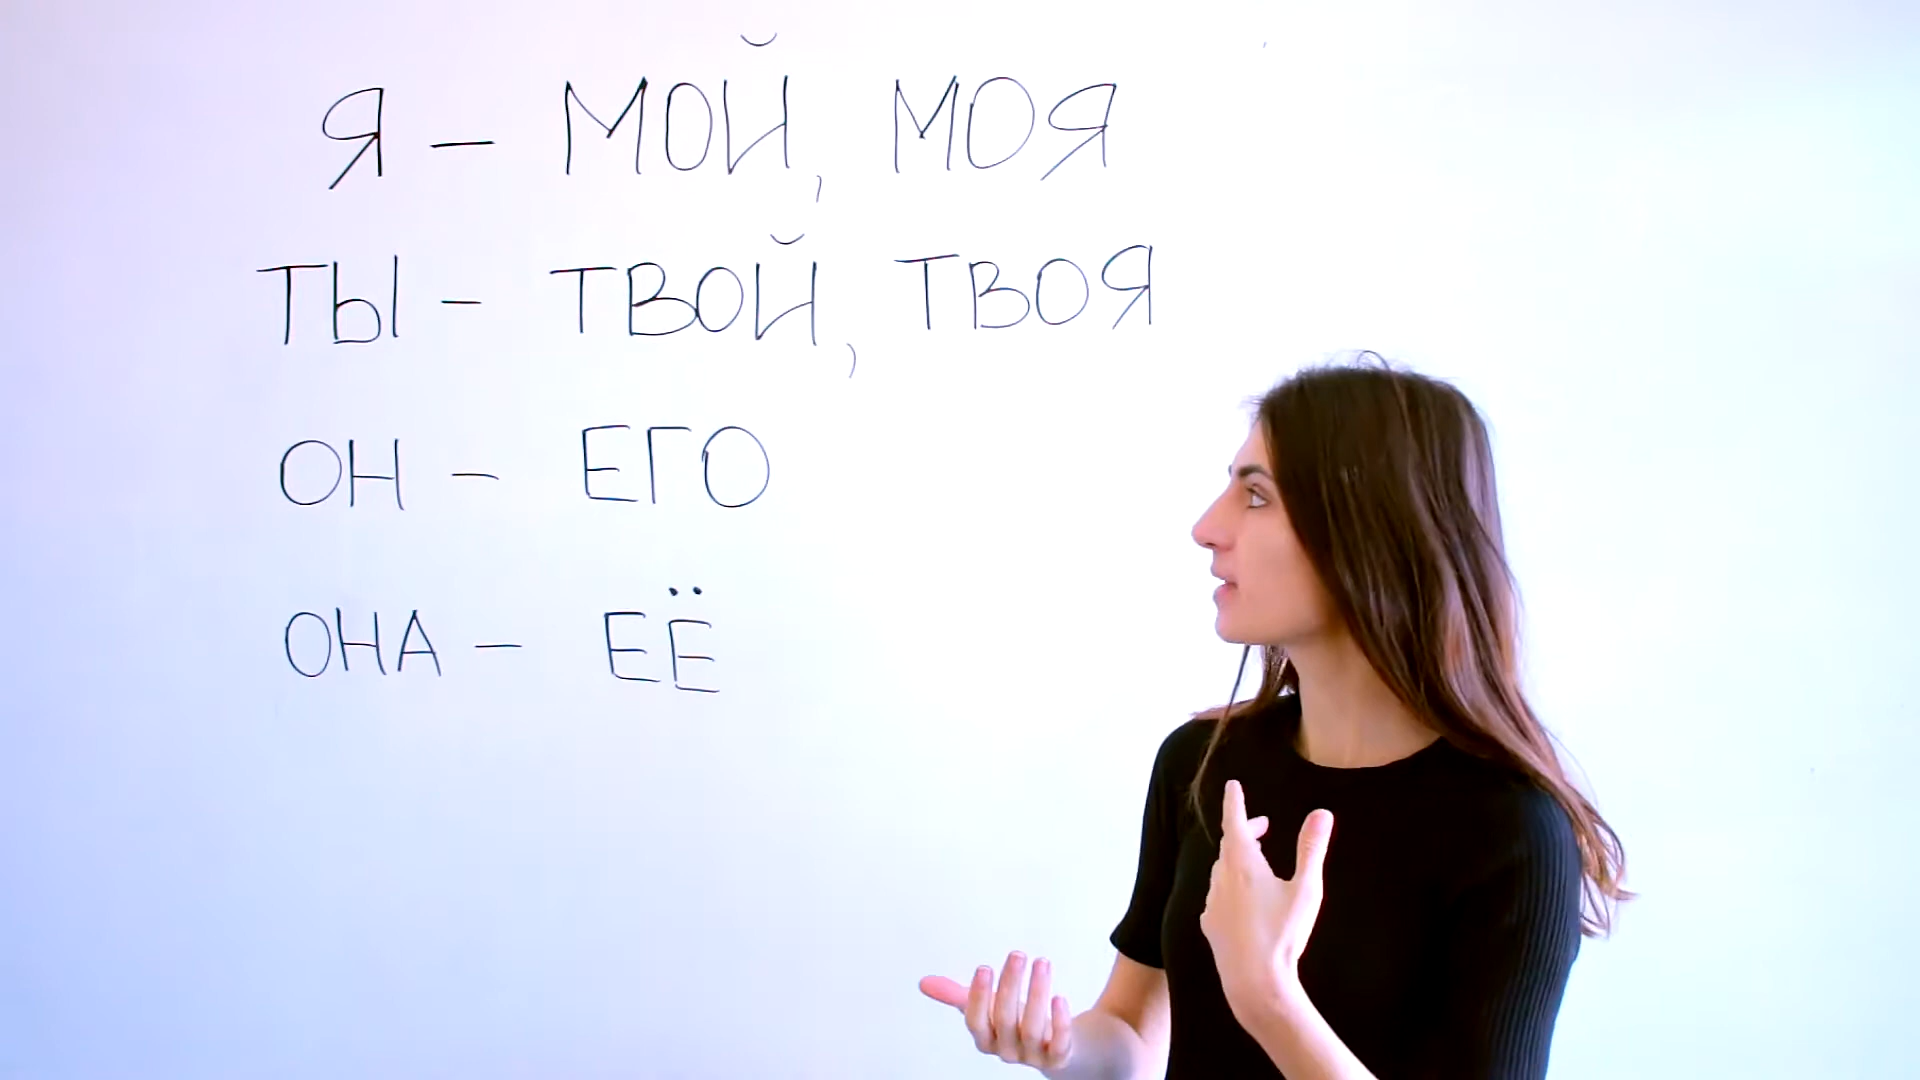 Я – МОЙ, МОЯ
ТЫ – ТВОЙ, ТВОЯ
ОН – ЕГО
ОНА – ЕЁ